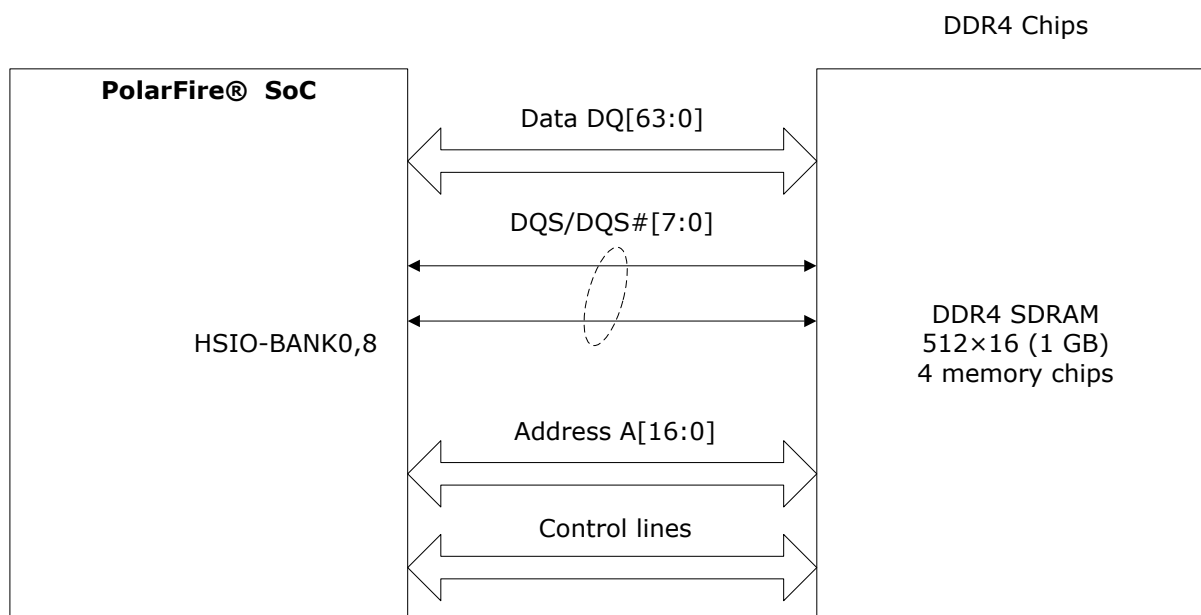 DDR4 Chips
PolarFire® SoC
Data DQ[63:0]
DQS/DQS#[7:0]
HSIO-BANK0,8
DDR4 SDRAM
512×16 (1 GB)
4 memory chips
Address A[16:0]
Control lines